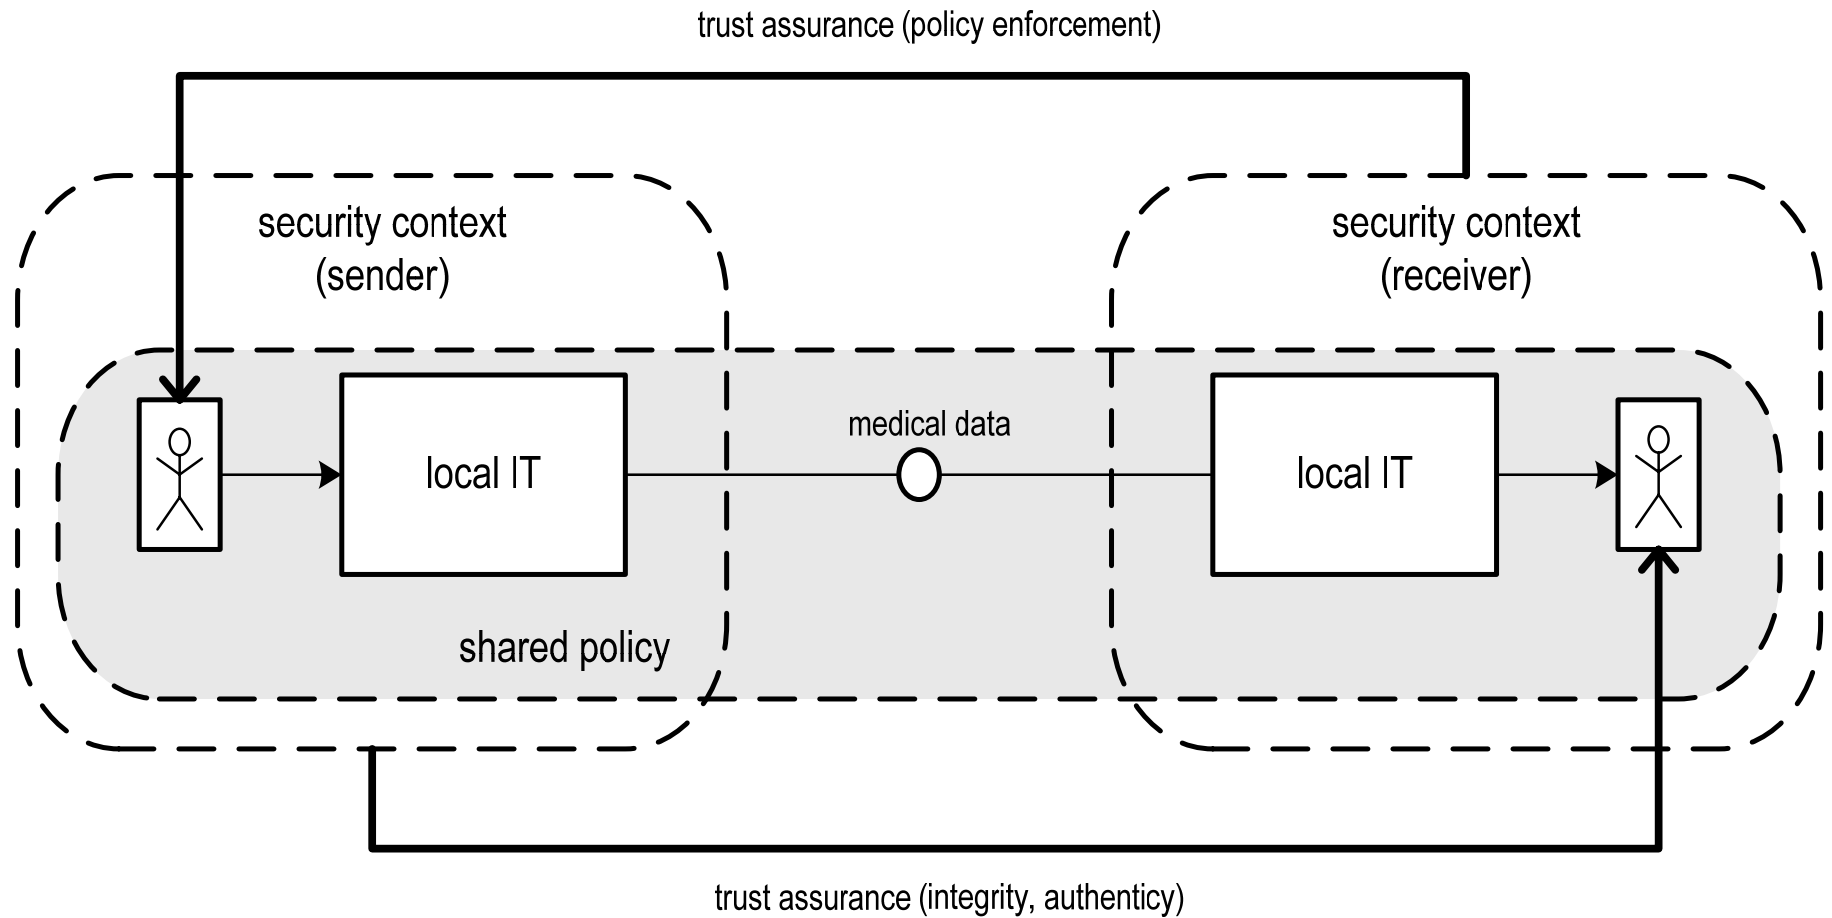 trust assurance (policy enforcement)
security context
(sender)
security context
(receiver)
medical data
local IT
local IT
shared policy
trust assurance (integrity, authenticy)